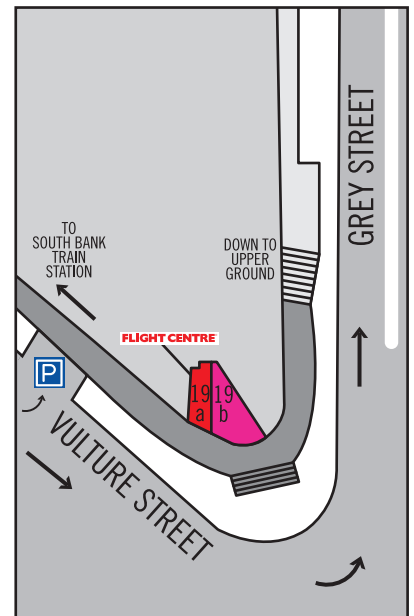 GREY STREET
TO
SOUTH BANK
TRAIN
STATION
DOWN TO
UPPER
GROUND
FLIGHT CENTRE
P
19
a
19
b
VULTURE STREET